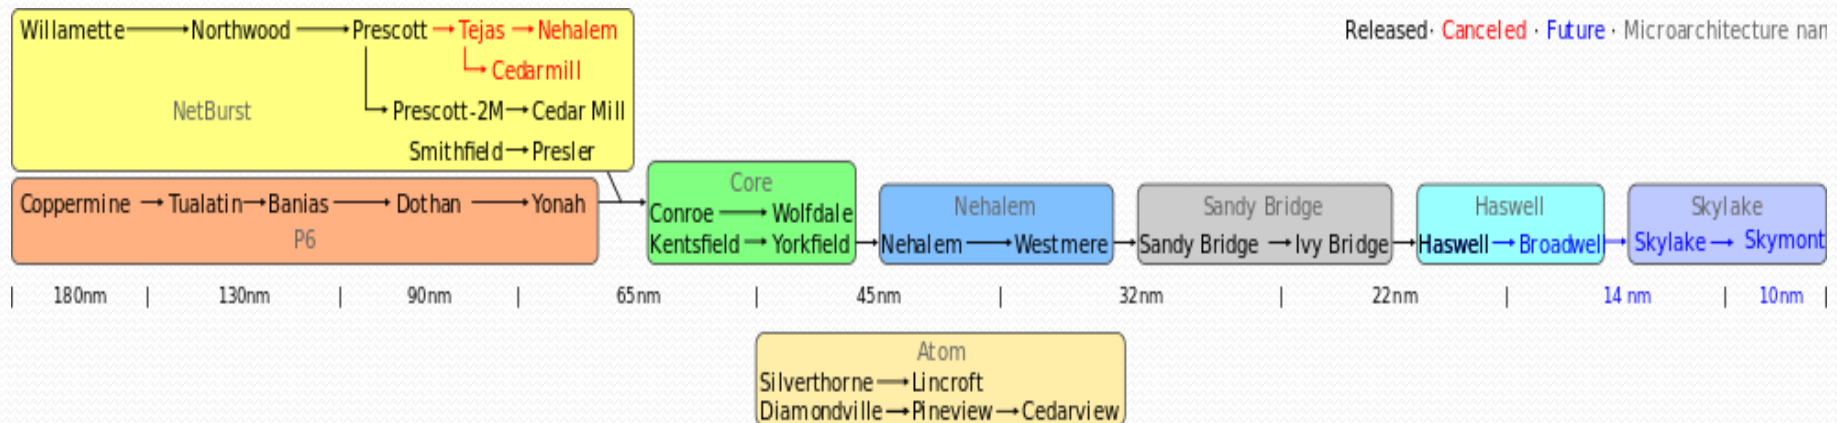 Willamette Northwood Prescott Tejas Nehalem
Released · Canceled · Future · Microarchitecture nam
Cedarmill
NetBurst
Prescott-2M Cedar Mill
Smithfield Presler
Coppermine Tualatin Banias Dothan Yonah
P6
Core
Conroe Wolfdale
Kentsfield Yorkfield
Nehalem
Nehalem Westmere
Sandy Bridge
Sandy Bridge Ivy Bridge
Haswell
Haswell Broadwell
Skylake
Skylake Skymont
180nm 130nm 90nm 65nm 45nm 32nm 22nm 14 nm 10nm
Atom
Silverthorne Lincroft
Diamondville Pineview Cedarview